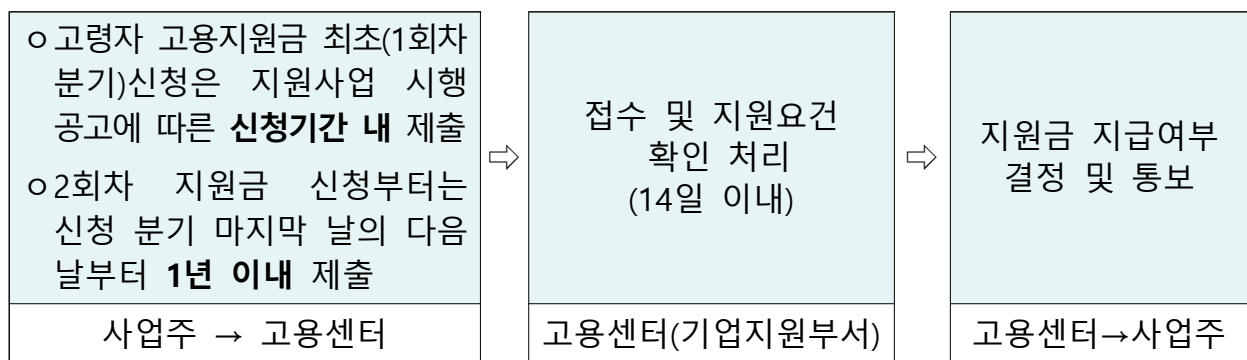 ㅇ고령자 고용지원금 최초(1회차
분기)신청은 지원사업 시행
공고에 따른 신청기간 내 제출
ㅇ2회차 지원금 신청부터는
신청 분기 마지막 날의 다음
날부터 1년 이내 제출
사업주 → 고용센터
⇨
접수 및 지원요건
확인 처리
(14일 이내)
고용센터(기업지원부서)
⇨
지원금 지급여부
결정 및 통보
고용센터→사업주